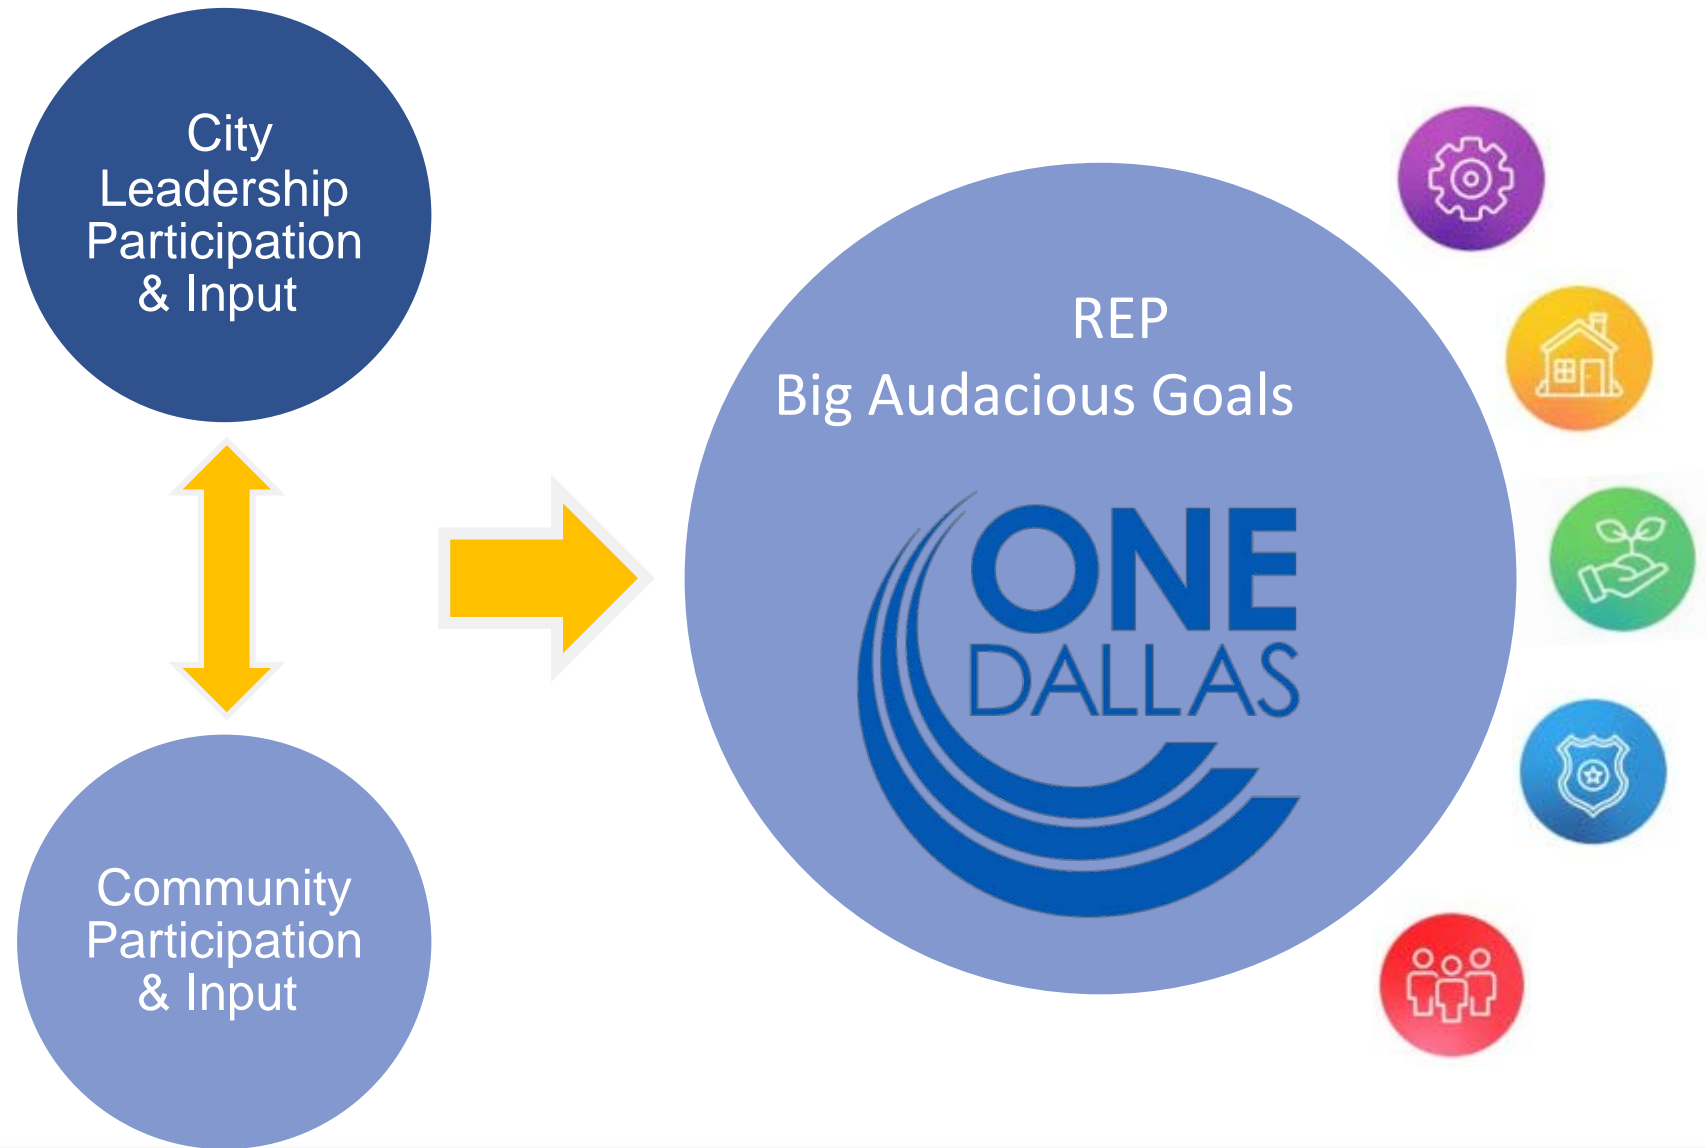 City
Leadership
Participation
& Input
Community
Participation
& Input
REP
Big Audacious Goals
ONE
DALLAS